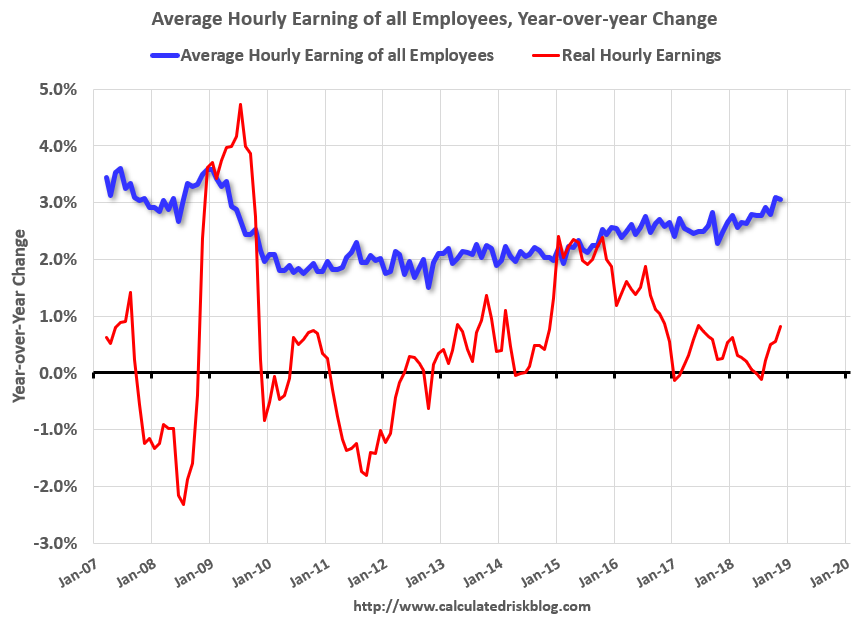 Average Hourly Earning of all Employees, Year-over-year Change
Average Hourly Earning of all Employees Real Hourly Earnings
5.0%
4.0%
3.0%
2.0%
1.0%
0.0%
-1.0%
-2.0%
-3.0%
Year-over-Year Change
Jan-07 Jan-08 Jan-09 Jan-10 Jan-11 Jan-12 Jan-13 Jan-14 Jan-15 Jan-16 Jan-17 Jan-18 Jan-19 Jan-20
http://www.calculatedriskblog.com